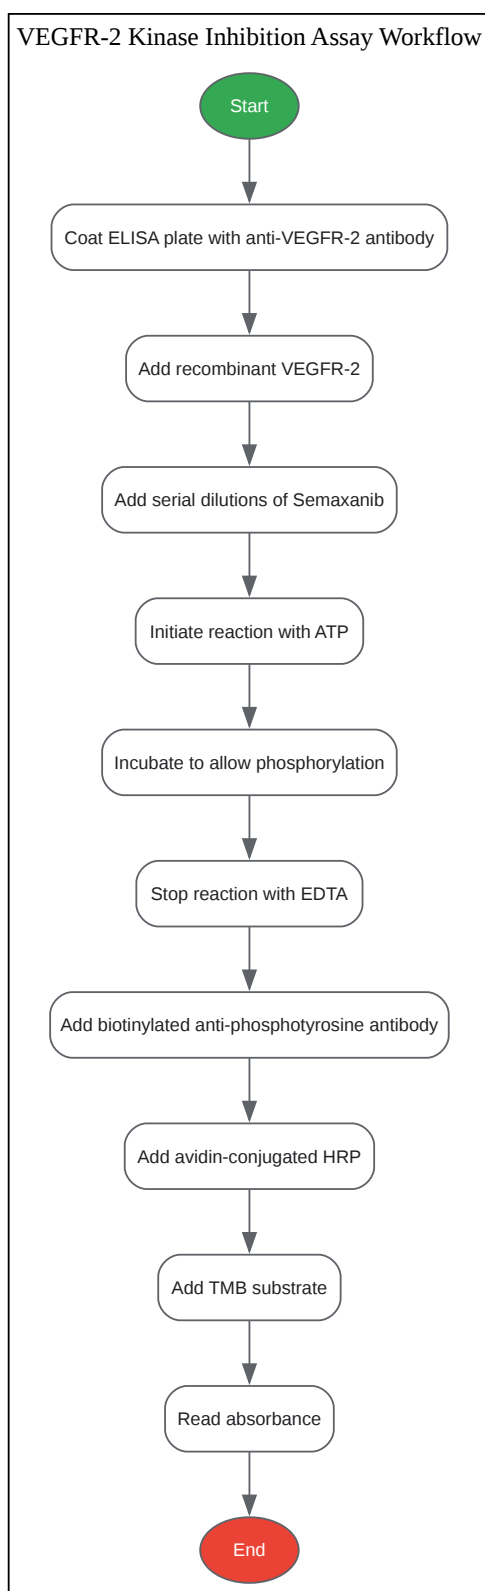 VEGFR-2 Kinase Inhibition Assay Workflow
Start
Coat ELISA plate with anti-VEGFR-2 antibody
Add recombinant VEGFR-2
Add serial dilutions of Semaxanib
Initiate reaction with ATP
Incubate to allow phosphorylation
Stop reaction with EDTA
Add biotinylated anti-phosphotyrosine antibody
Add avidin-conjugated HRP
Add TMB substrate
Read absorbance
End